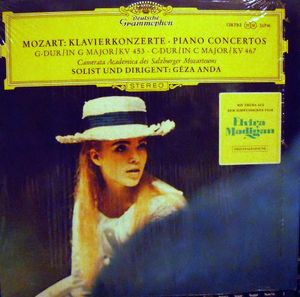 Deutsche
Grammophon
MOZART: KLAVIERKONZERTE · PIANO CONCERTOS
G-DUR/IN G MAJOR/KV 453 - C-DUR/IN C MAJOR/KV 467
Camerata Academica des Salzburger Mozarteums
SOLIST UND DIRIGENT: GÉZA ANDA
STEREO
Elvira
Madigan